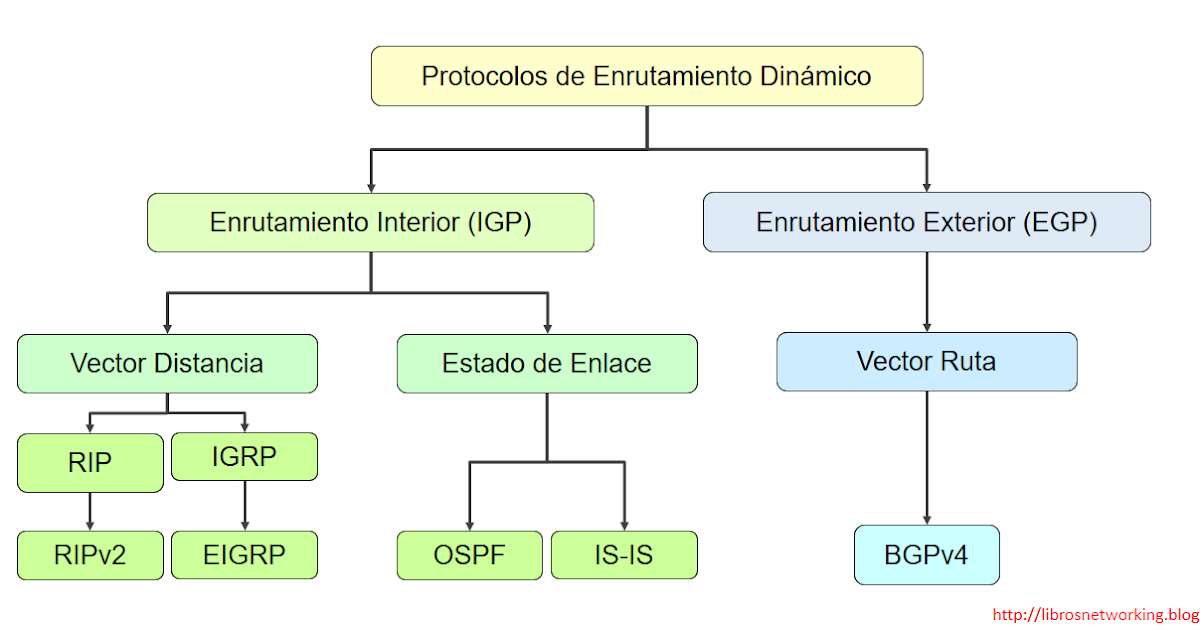 Protocolos de Enrutamiento Dinámico
Enrutamiento Interior (IGP)
Enrutamiento Exterior (EGP)
Vector Distancia
Estado de Enlace
Vector Ruta
RIP
IGRP
RIPv2
EIGRP
OSPF
IS-IS
BGPv4
http://librosnetworking.blog